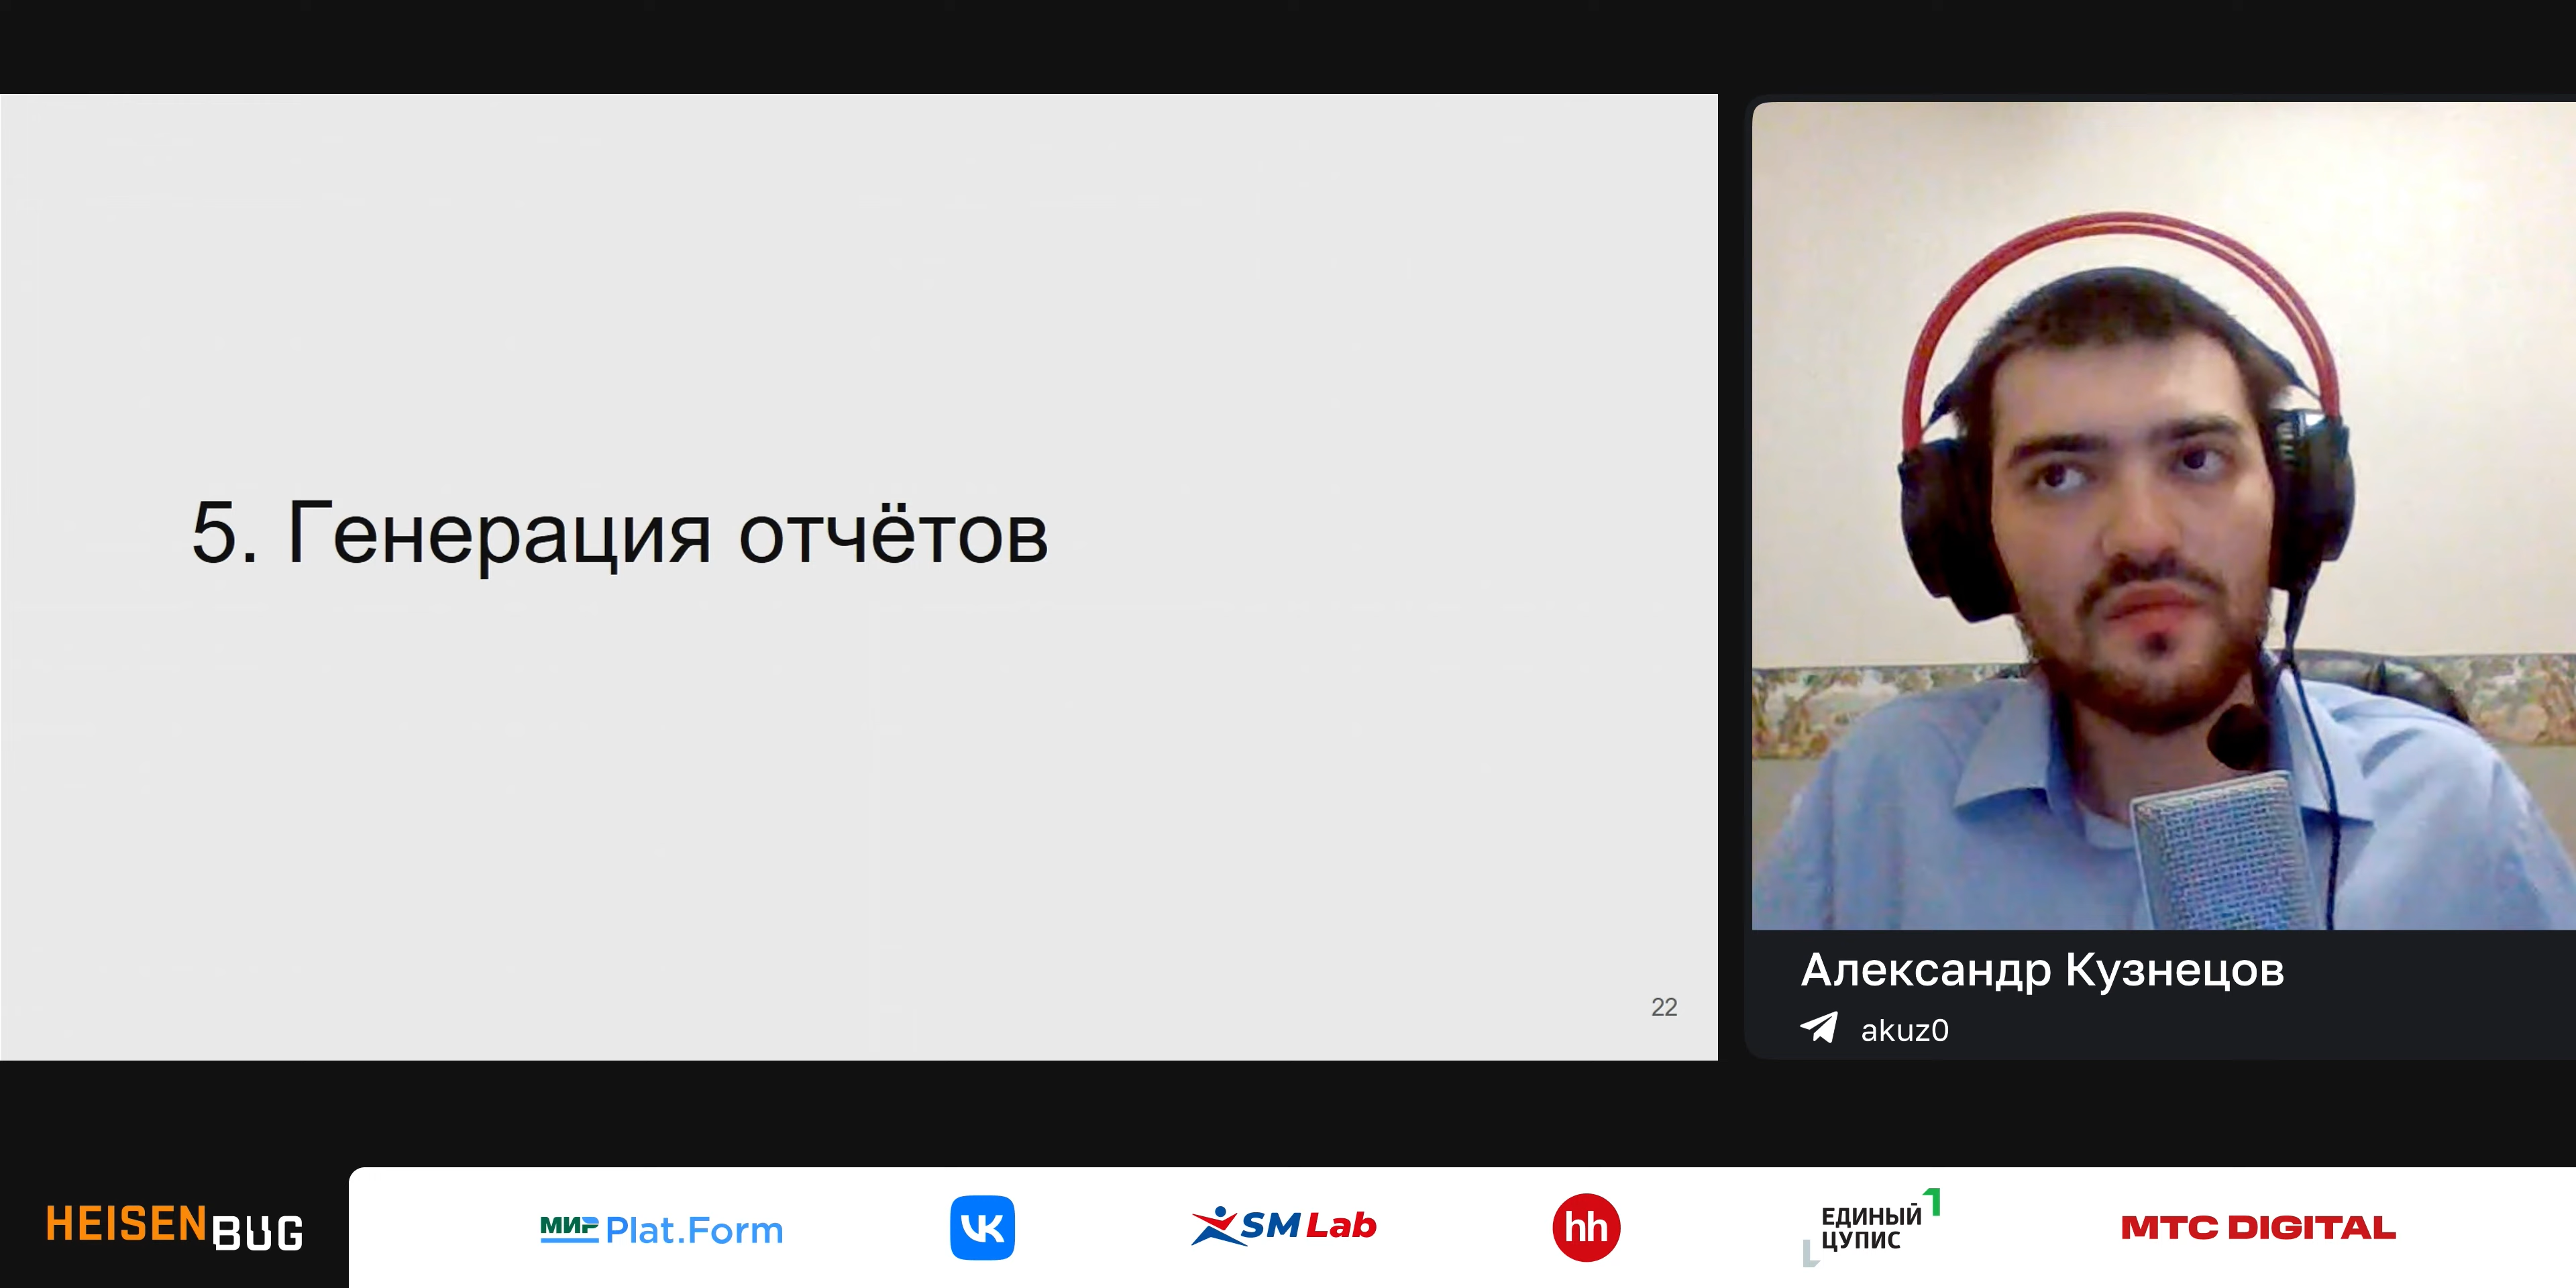 5. Генерация отчётов
22
Александр Кузнецов
akuz0
HEISENBUG
МИР Plat.Form
VK
SM Lab
hh
ЕДИНЫЙ
ЦУПИС
1
МТС DIGITAL